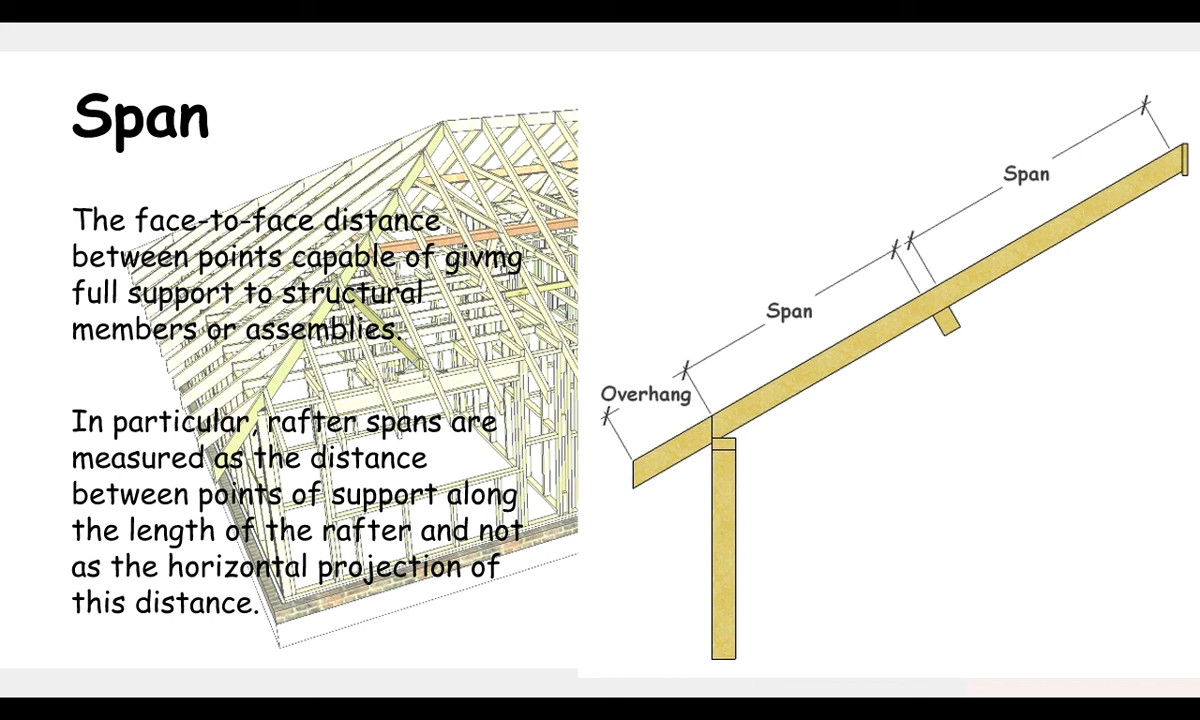 Span
The face-to-face distance
between points capable of givmg
full support to structural
members or assemblies.
In particular, rafter spans are
measured as the distance
between points of support along
the length of the rafter and not
as the horizontal projection of
this distance.
Span
Span
Overhang